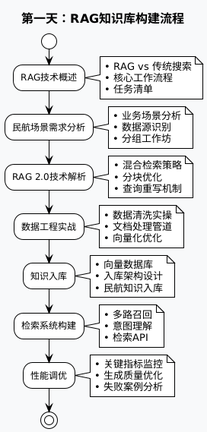 第一天：RAG知识库构建流程
RAG技术概述
• RAG vs 传统搜索
• 核心工作流程
• 任务清单
民航场景需求分析
• 业务场景分析
• 数据源识别
• 分组工作坊
RAG 2.0技术解析
• 混合检索策略
• 分块优化
• 查询重写机制
数据工程实战
• 数据清洗实操
• 文档处理管道
• 向量化优化
知识入库
• 向量数据库
• 入库架构设计
• 民航知识入库
检索系统构建
• 多路召回
• 意图理解
• 检索API
性能调优
• 关键指标监控
• 生成质量优化
• 失败案例分析